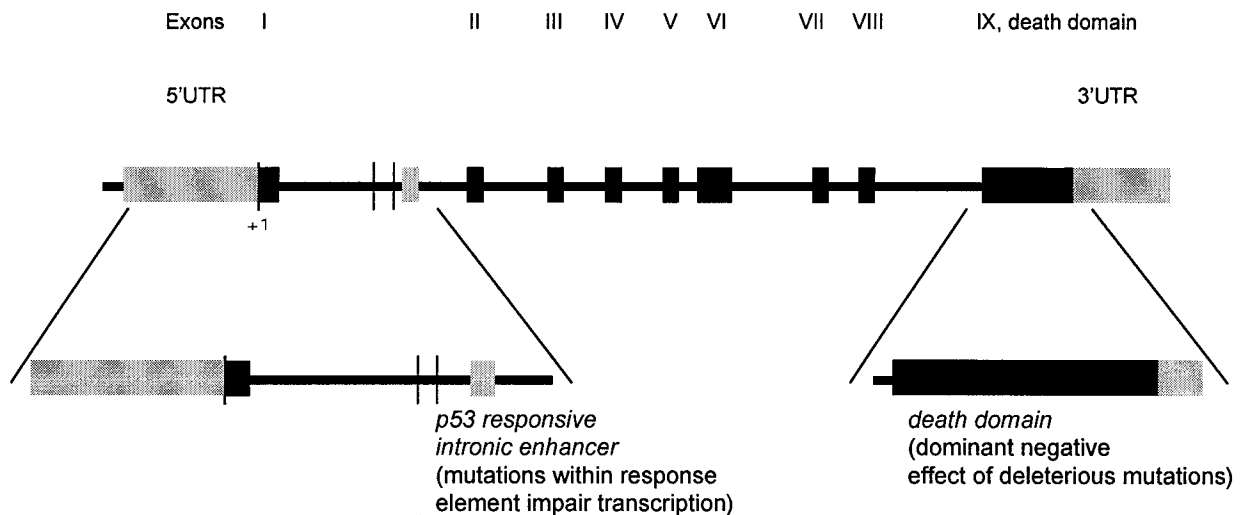 Exons I II III IV V VI VII VIII IX, death domain
5'UTR 3'UTR
+1
p53 responsive
intronic enhancer
(mutations within response
element impair transcription)
death domain
(dominant negative
effect of deleterious mutations)